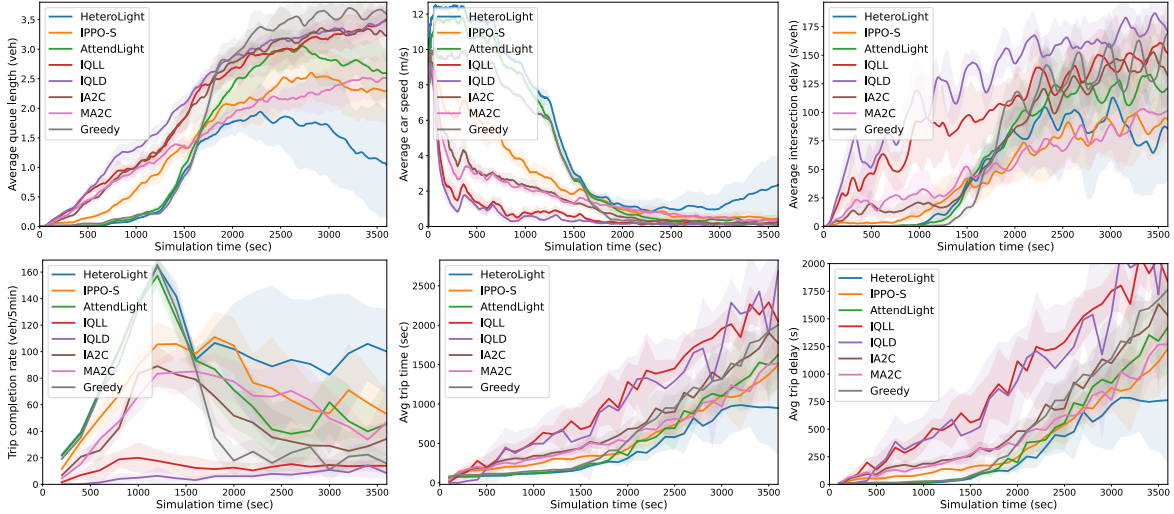 Average queue length (veh)
3.5
3.0
2.5
2.0
1.5
1.0
0.5
0.0
HeteroLight
IPPO-S
AttendLight
IQLL
IQLD
IA2C
MA2C
Greedy
0 500 1000 1500 2000 2500 3000 3500
Simulation time (sec)
Average car speed (m/s)
12
10
8
6
4
2
0
HeteroLight
IPPO-S
AttendLight
IQLL
IQLD
IA2C
MA2C
Greedy
0 500 1000 1500 2000 2500 3000 3500
Simulation time (sec)
Average intersection delay (s/veh)
200
175
150
125
100
75
50
25
0
HeteroLight
IPPO-S
AttendLight
IQLL
IQLD
IA2C
MA2C
Greedy
0 500 1000 1500 2000 2500 3000 3500
Simulation time (sec)
Trip completion rate (veh/5min)
160
140
120
100
80
60
40
20
0
HeteroLight
IPPO-S
AttendLight
IQLL
IQLD
IA2C
MA2C
Greedy
0 500 1000 1500 2000 2500 3000 3500
Simulation time (sec)
Avg trip time (sec)
2500
2000
1500
1000
500
0
HeteroLight
IPPO-S
AttendLight
IQLL
IQLD
IA2C
MA2C
Greedy
0 500 1000 1500 2000 2500 3000 3500
Simulation time (sec)
Avg trip delay (s)
2000
1750
1500
1250
1000
750
500
250
0
HeteroLight
IPPO-S
AttendLight
IQLL
IQLD
IA2C
MA2C
Greedy
0 500 1000 1500 2000 2500 3000 3500
Simulation time (sec)